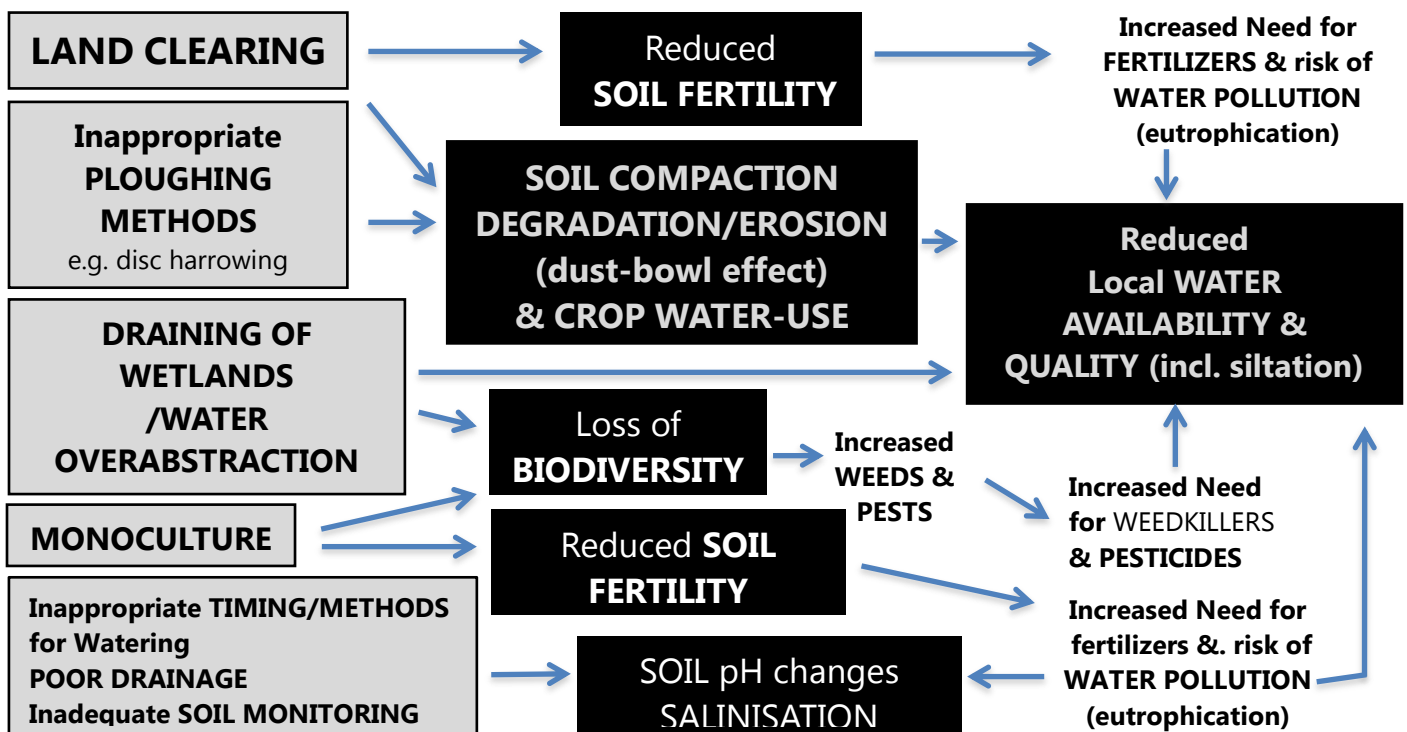 LAND CLEARING
Reduced
SOIL FERTILITY
Increased Need for
FERTILIZERS & risk of
WATER POLLUTION
(eutrophication)
Inappropriate
PLOUGHING
METHODS
e.g. disc harrowing
SOIL COMPACTION
DEGRADATION/EROSION
(dust-bowl effect)
& CROP WATER-USE
Reduced
Local WATER
AVAILABILITY &
QUALITY (incl. siltation)
DRAINING OF
WETLANDS
/WATER
OVERABSTRACTION
Loss of
BIODIVERSITY
Increased
WEEDS &
PESTS
Increased Need
for WEEDKILLERS
& PESTICIDES
MONOCULTURE
Reduced SOIL
FERTILITY
Increased Need for
fertilizers &. risk of
WATER POLLUTION
(eutrophication)
Inappropriate TIMING/METHODS
for Watering
POOR DRAINAGE
Inadequate SOIL MONITORING
SOIL pH changes
SALINISATION